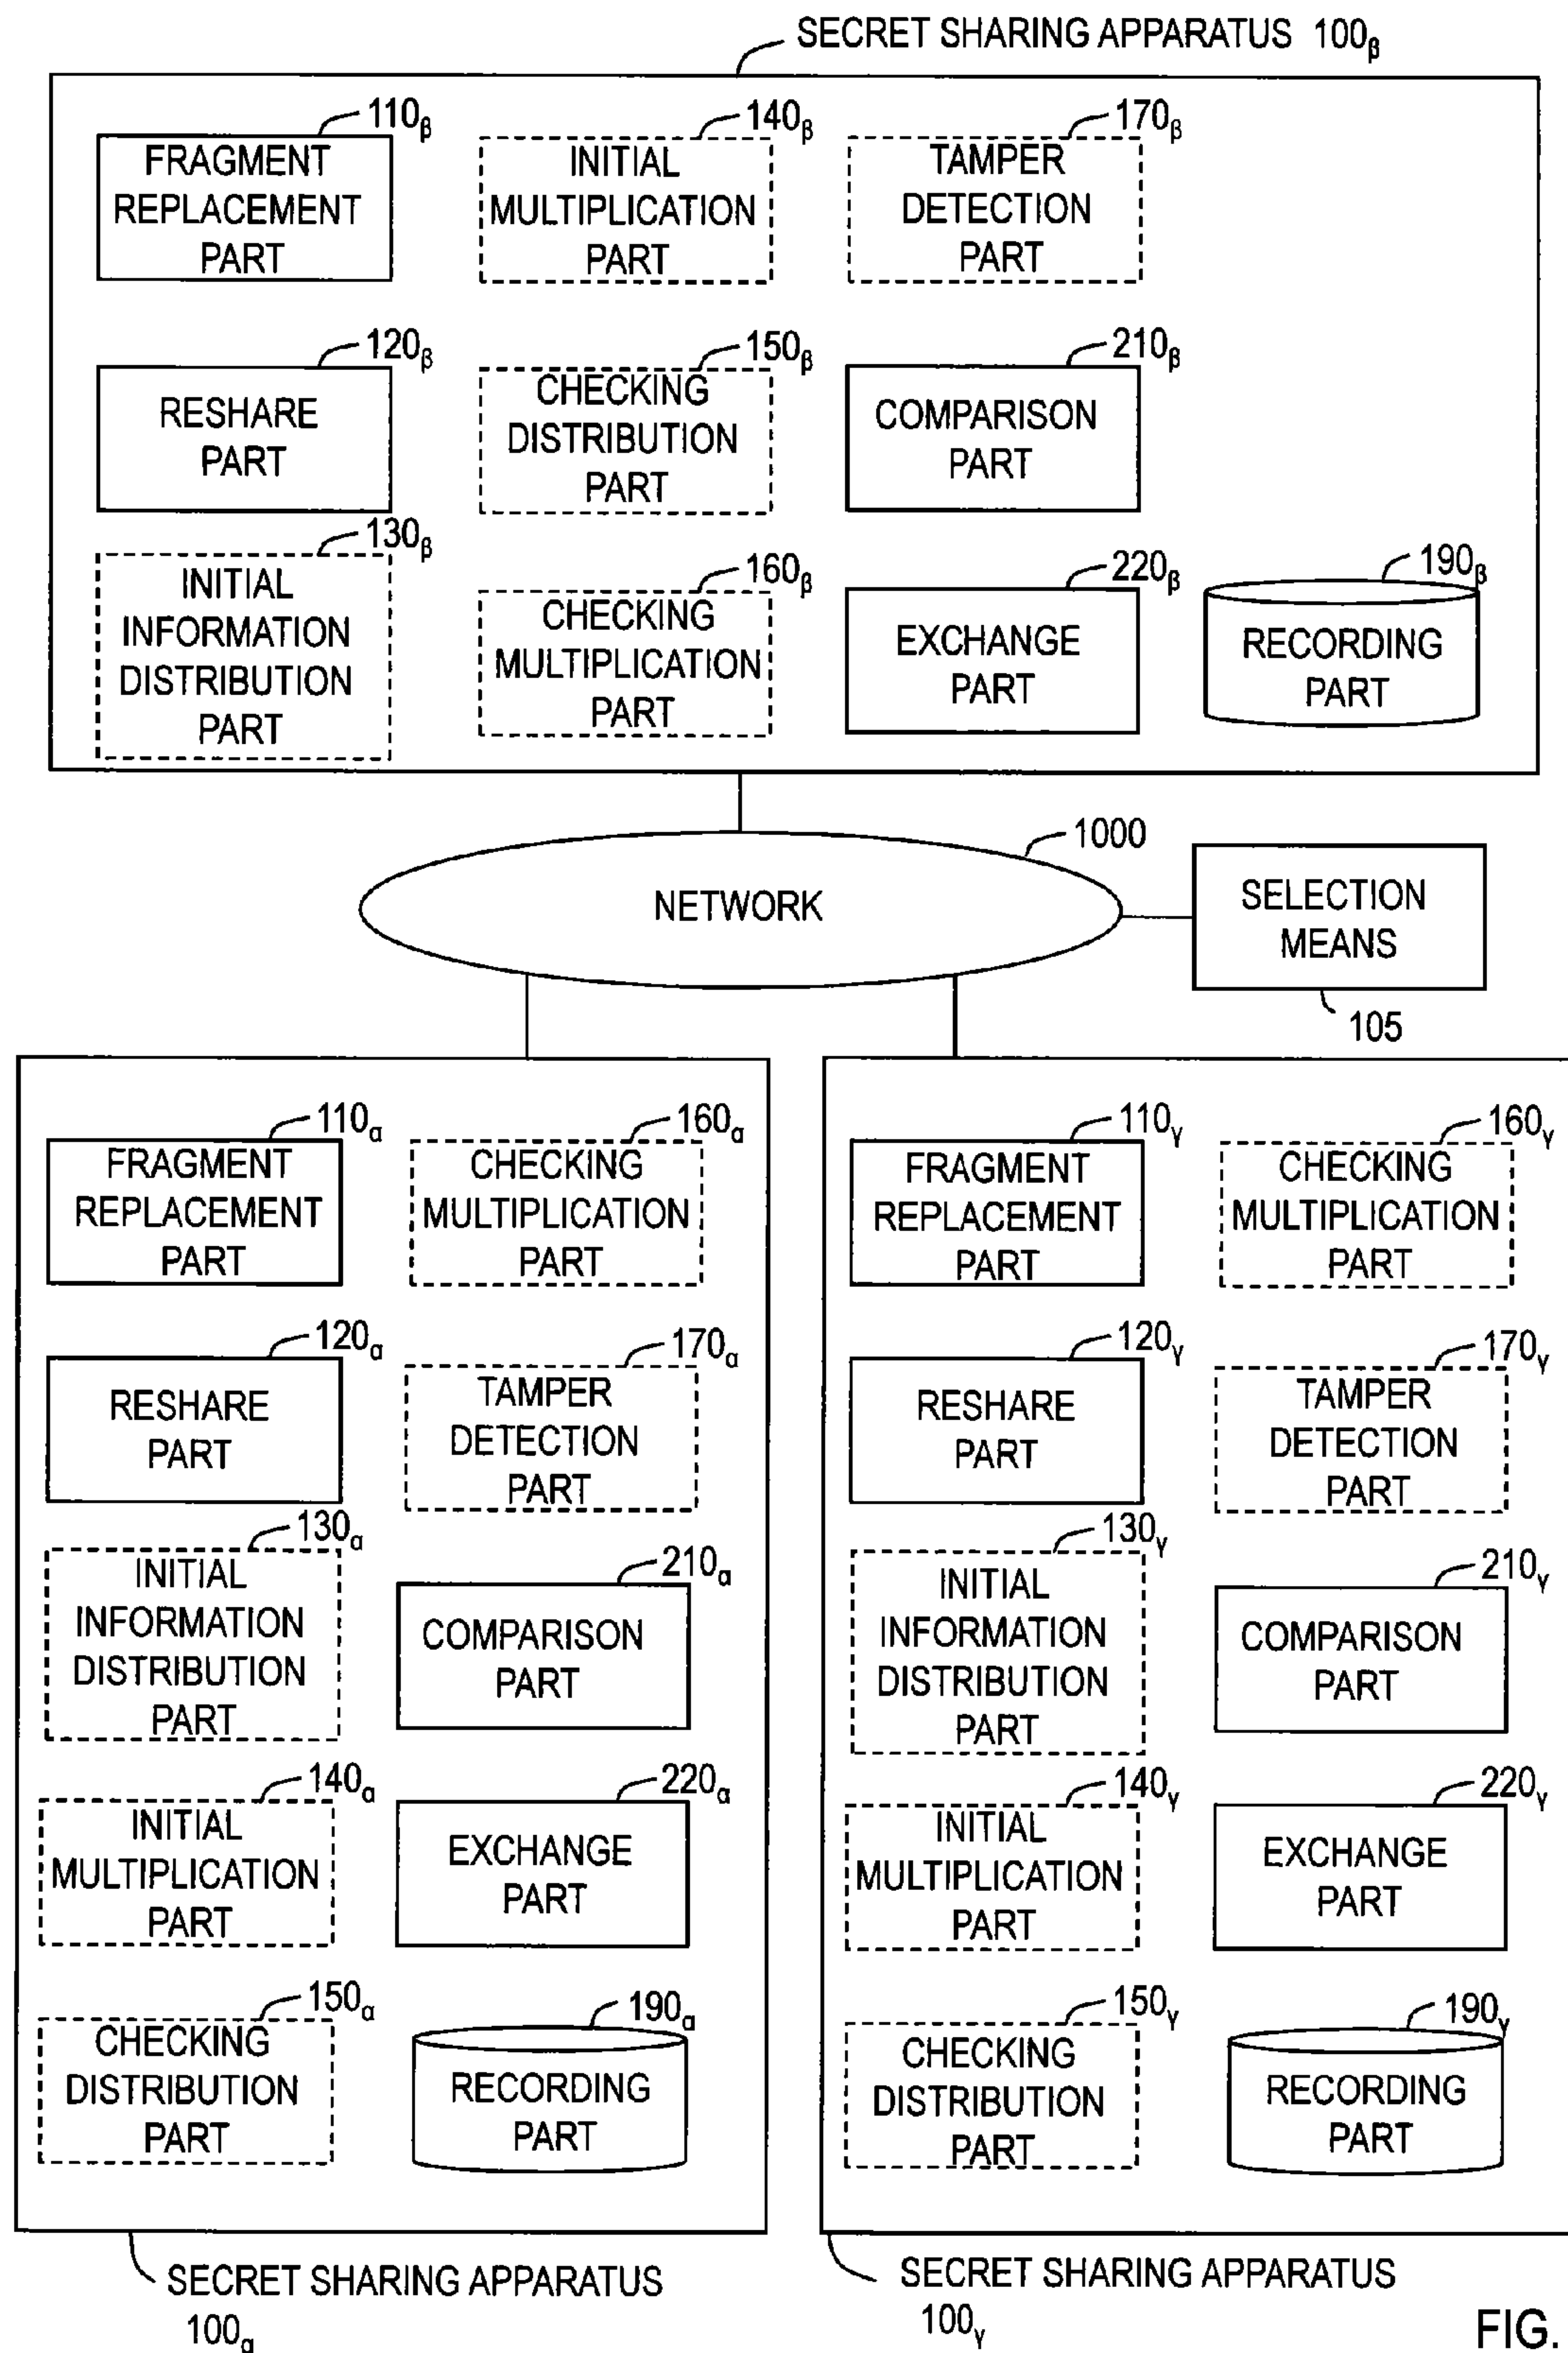 SECRET SHARING APPARATUS 100β
110β
FRAGMENT
REPLACEMENT
PART
140β
INITIAL
MULTIPLICATION
PART
170β
TAMPER
DETECTION
PART
120β
RESHARE
PART
150β
CHECKING
DISTRIBUTION
PART
210β
COMPARISON
PART
130β
INITIAL
INFORMATION
DISTRIBUTION
PART
160β
CHECKING
MULTIPLICATION
PART
220β
EXCHANGE
PART
190β
RECORDING
PART
1000
NETWORK
SELECTION
MEANS
105
110α
FRAGMENT
REPLACEMENT
PART
160α
CHECKING
MULTIPLICATION
PART
120α
RESHARE
PART
170α
TAMPER
DETECTION
PART
130α
INITIAL
INFORMATION
DISTRIBUTION
PART
210α
COMPARISON
PART
140α
INITIAL
MULTIPLICATION
PART
220α
EXCHANGE
PART
150α
CHECKING
DISTRIBUTION
PART
190α
RECORDING
PART
SECRET SHARING APPARATUS
100α
110γ
FRAGMENT
REPLACEMENT
PART
160γ
CHECKING
MULTIPLICATION
PART
120γ
RESHARE
PART
170γ
TAMPER
DETECTION
PART
130γ
INITIAL
INFORMATION
DISTRIBUTION
PART
210γ
COMPARISON
PART
140γ
INITIAL
MULTIPLICATION
PART
220γ
EXCHANGE
PART
150γ
CHECKING
DISTRIBUTION
PART
190γ
RECORDING
PART
SECRET SHARING APPARATUS
100γ
FIG.